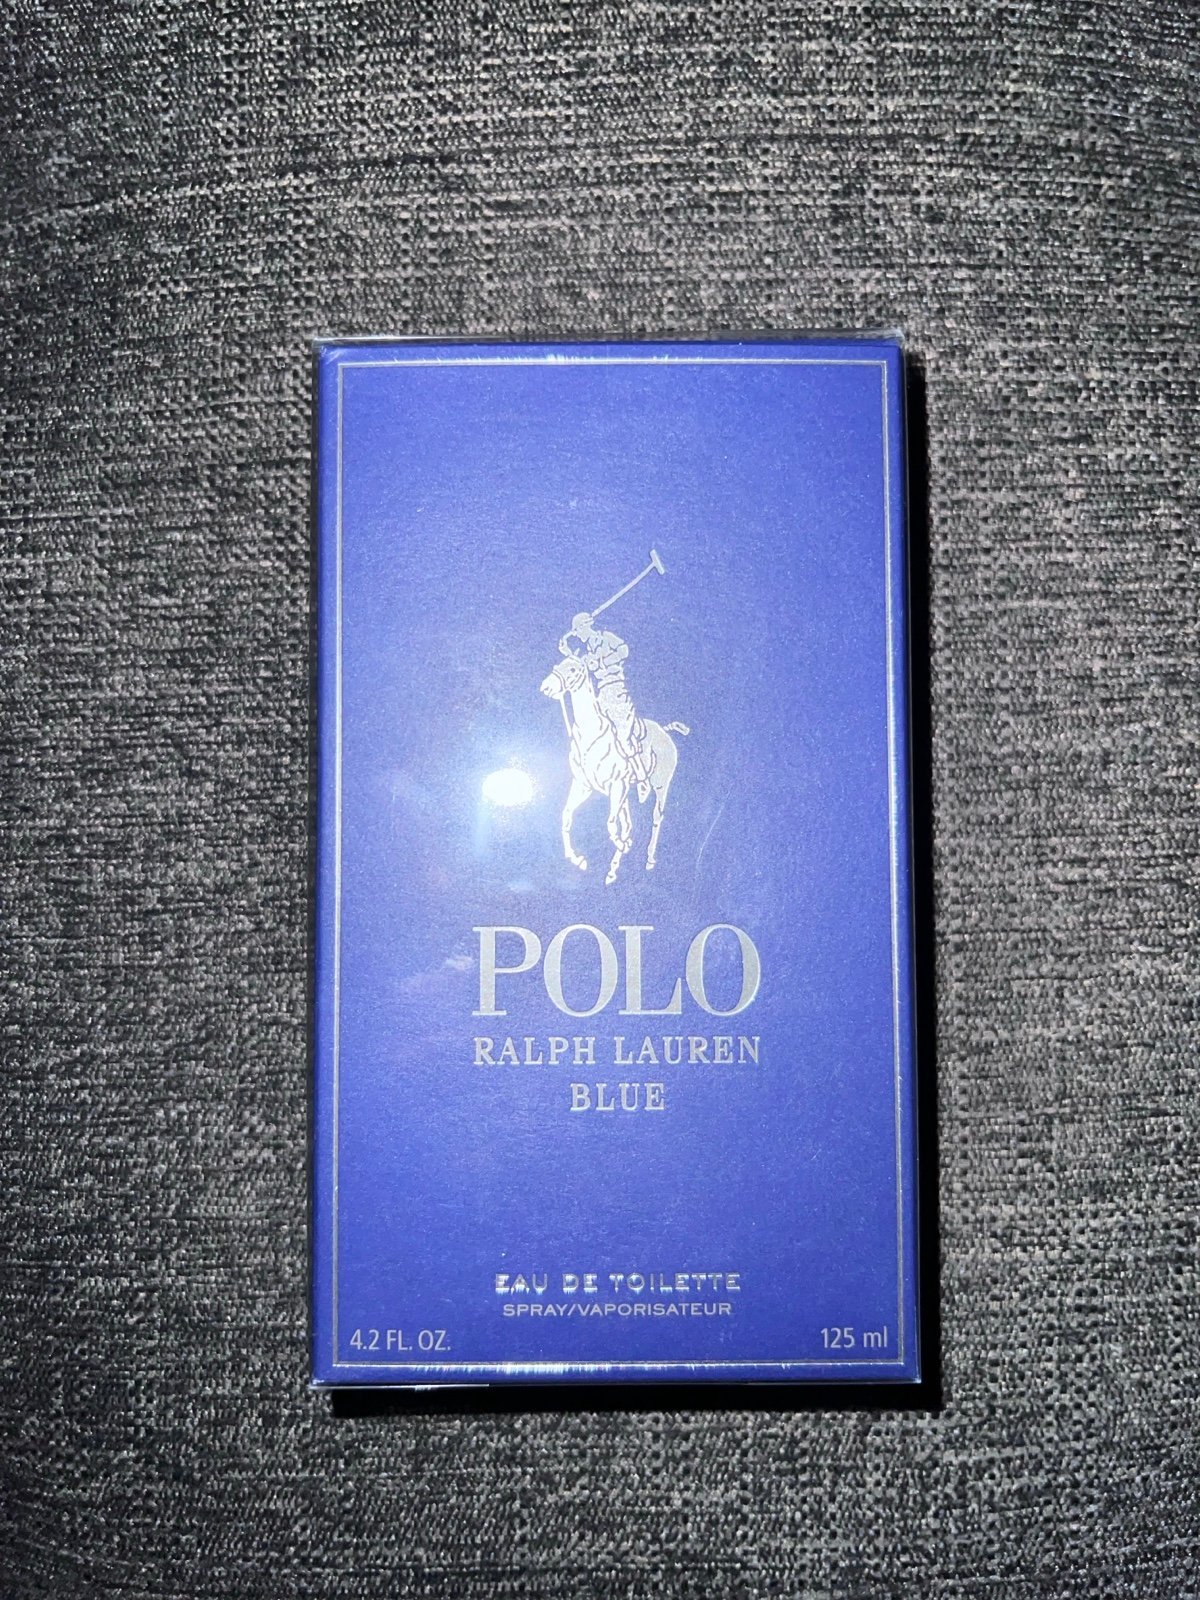 POLO
RALPH LAUREN
BLUE
EAU DE TOILETTE
SPRAY/VAPORISATEUR
4.2 FL. OZ. 125 ml